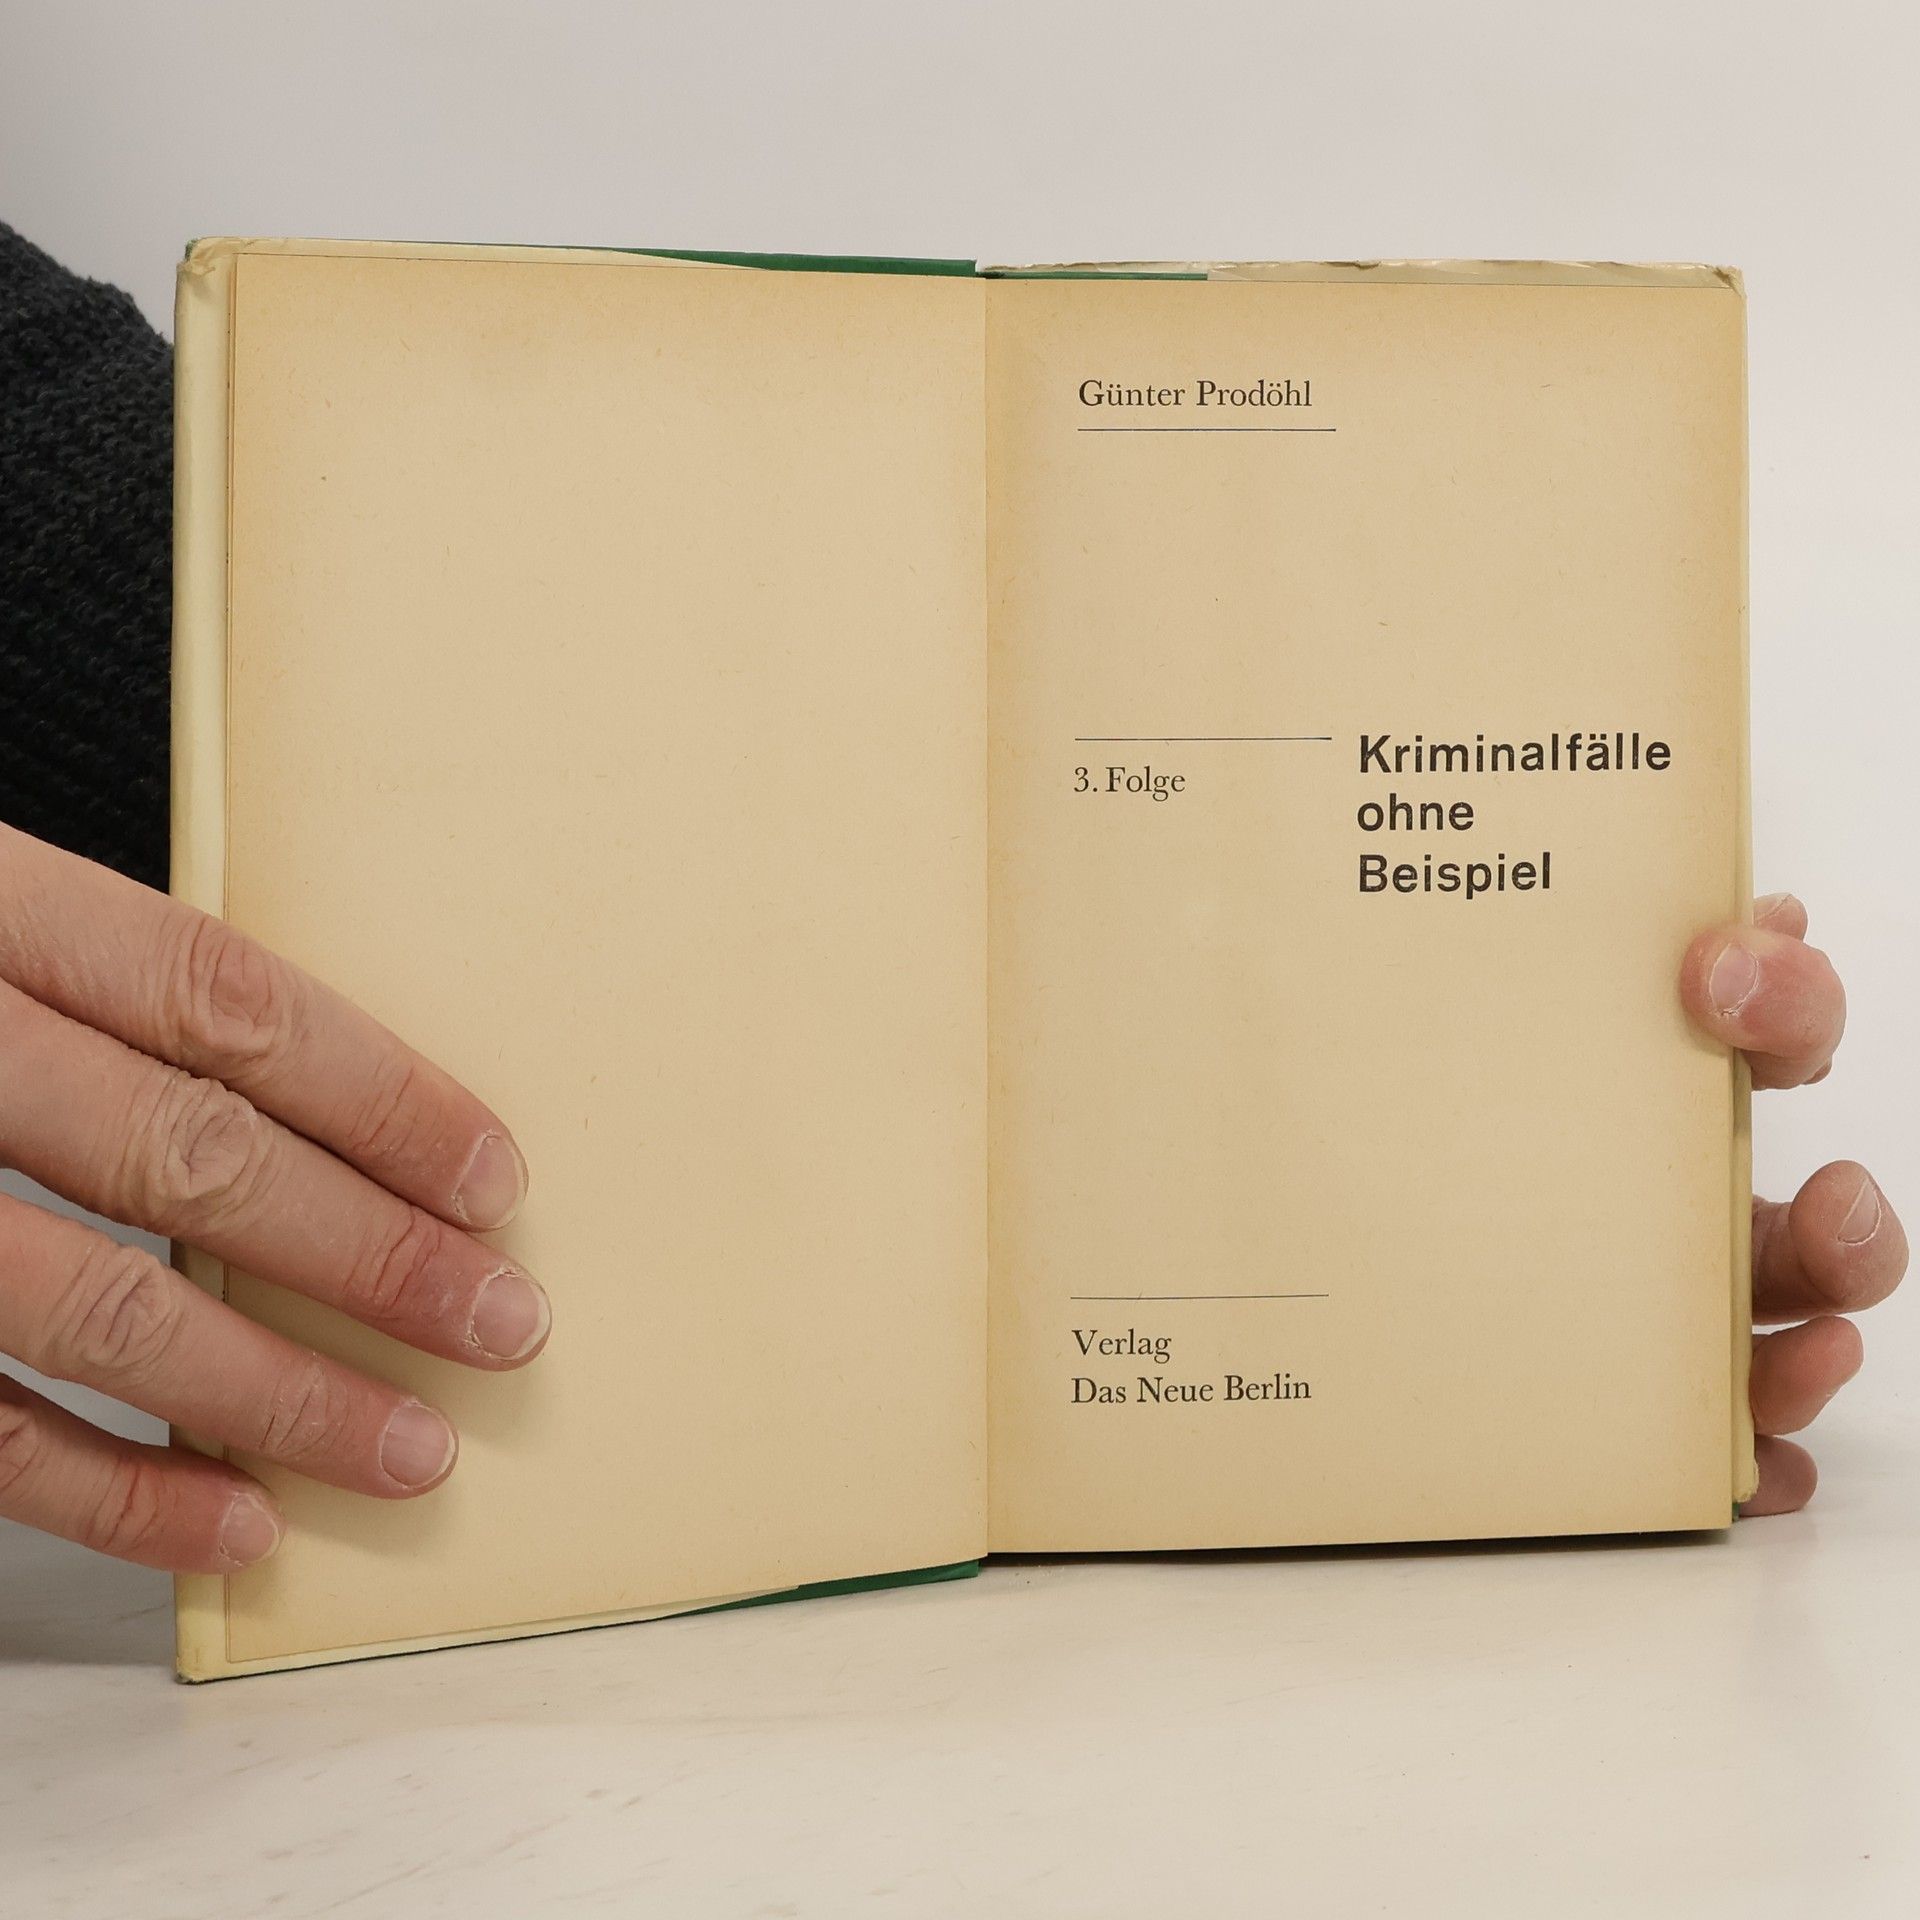 Günter Prodöhl
3. Folge
Kriminalfälle
ohne
Beispiel
Verlag
Das Neue Berlin